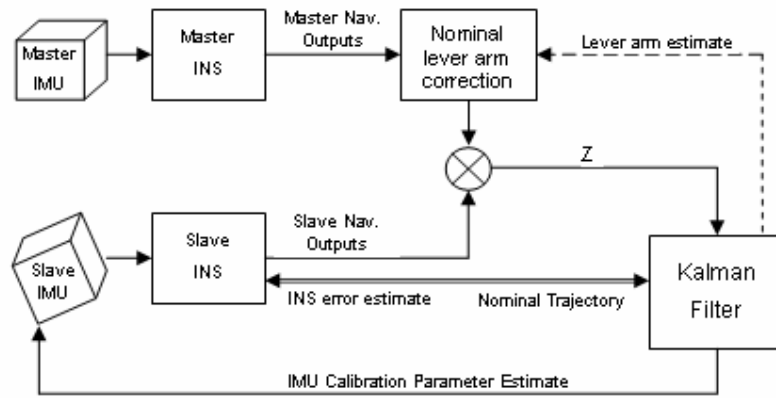 Master
IMU
Master
INS
Master Nav.
Outputs
Nominal
lever arm
correction
Lever arm estimate
Z
Slave
IMU
Slave
INS
Slave Nav.
Outputs
INS error estimate
Nominal Trajectory
Kalman
Filter
IMU Calibration Parameter Estimate